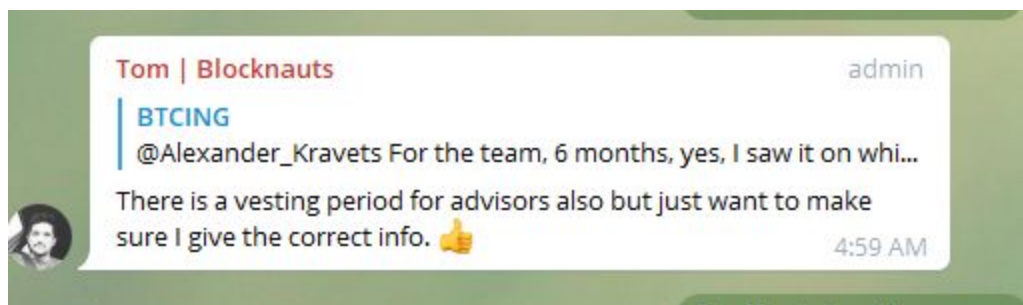 Tom | Blocknauts
admin
BTCING
@Alexander_Kravets For the team, 6 months, yes, I saw it on whi...
There is a vesting period for advisors also but just want to make
sure I give the correct info. 👍
4:59 AM